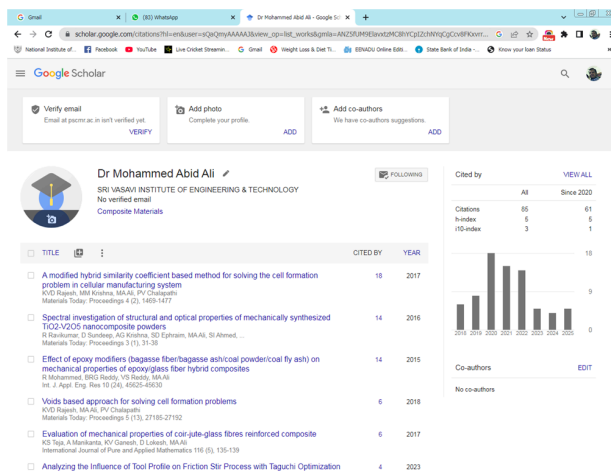 Gmail
(83) WhatsApp
Dr Mohammed Abid Ali - Google Sc
scholar.google.com/citations?hl=en&user=
National Institute of...
Facebook
YouTube
Live Cricket Streamin...
Gmail
Weight Loss & Diet Ti...
EENADU Online Editi...
State Bank of India -...
Know your loan Status
Google Scholar
Verify email
Email at pscmr.ac.in isn't verified yet.
VERIFY
Add photo
Complete your profile.
ADD
Add co-authors
We have co-authors suggestions.
ADD
Dr Mohammed Abid Ali
FOLLOWING
SRI VASAVI INSTITUTE OF ENGINEERING & TECHNOLOGY
No verified email
Composite Materials
TITLE CITED BY YEAR
A modified hybrid similarity coefficient based method for solving the cell formation 18 2017
problem in cellular manufacturing system
KVD Rajesh, MM Krishna, MA Ali, PV Chalapathi
Materials Today: Proceedings 4 (2), 1469-1477
Spectral investigation of structural and optical properties of mechanically synthesized 14 2016
TiO2-V2O5 nanocomposite powders
R Ravikumar, D Sundeep, AG Krishna, SD Ephraim, MA Ali, SI Ahmed, ...
Materials Today: Proceedings 3 (1), 31-38
Effect of epoxy modifiers (bagasse fiber/bagasse ash/coal powder/coal fly ash) on 14 2015
mechanical properties of epoxy/glass fiber hybrid composites
R Mohammed, BRG Reddy, VS Reddy, MA Ali
Int. J. Appl. Eng. Res 10 (24), 45625-45630
Voids based approach for solving cell formation problems 6 2018
KVD Rajesh, MA Ali, PV Chalapathi
Materials Today: Proceedings 5 (13), 27185-27192
Evaluation of mechanical properties of coir-jute-glass fibres reinforced composite 6 2017
KS Teja, A Manikanta, KV Ganesh, D Lokesh, MA Ali
International Journal of Pure and Applied Mathematics 116 (5), 135-139
Analyzing the Influence of Tool Profile on Friction Stir Process with Taguchi Optimization 4 2023
Cited by VIEW ALL
All Since 2020
Citations 85 61
h-index 5 5
i10-index 3 1
18
9
0
2018 2019 2020 2021 2022 2023 2024 2025
Co-authors EDIT
No co-authors